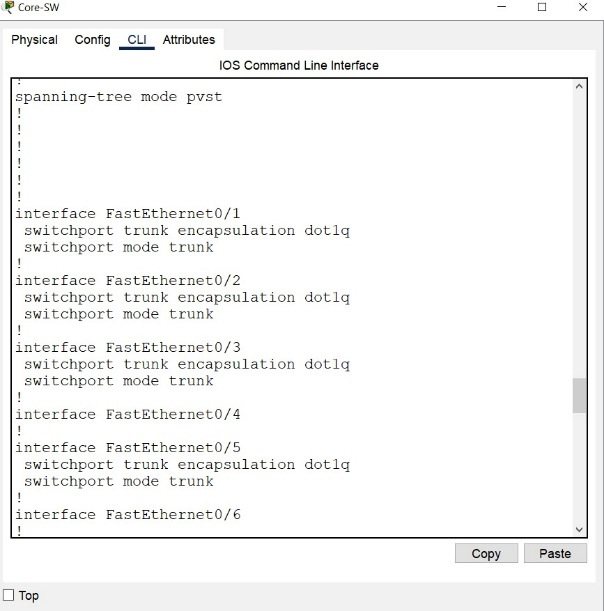 Core-SW
Physical Config CLI Attributes
IOS Command Line Interface
!
spanning-tree mode pvst
!
!
!
!
!
!
interface FastEthernet0/1
switchport trunk encapsulation dot1q
switchport mode trunk
!
interface FastEthernet0/2
switchport trunk encapsulation dot1q
switchport mode trunk
!
interface FastEthernet0/3
switchport trunk encapsulation dot1q
switchport mode trunk
!
interface FastEthernet0/4
!
interface FastEthernet0/5
switchport trunk encapsulation dot1q
switchport mode trunk
!
interface FastEthernet0/6
!
Copy Paste
Top